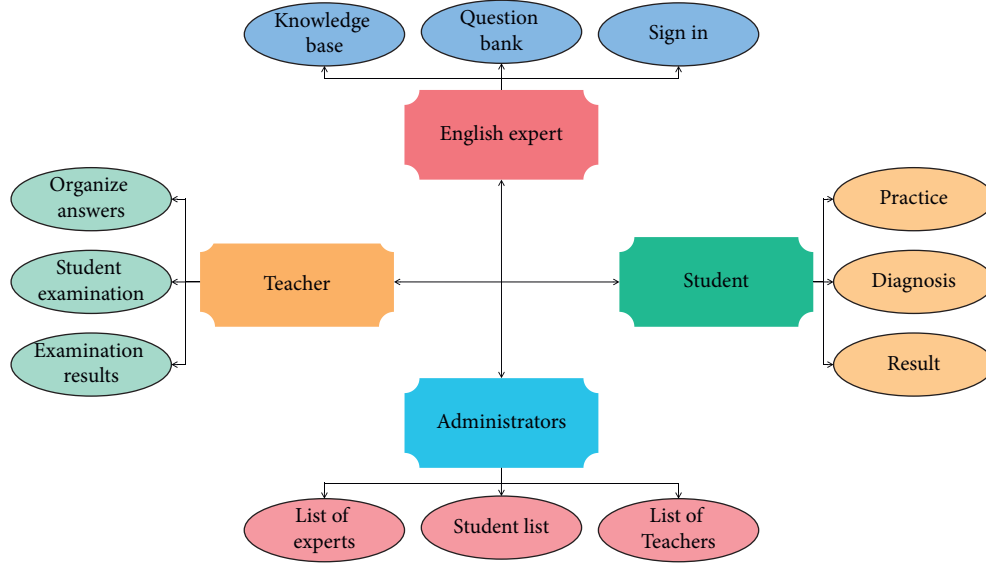 Knowledge
base
Question
bank
Sign in
English expert
Organize
answers
Student
examination
Examination
results
Teacher
Student
Practice
Diagnosis
Result
Administrators
List of
experts
Student list
List of
Teachers